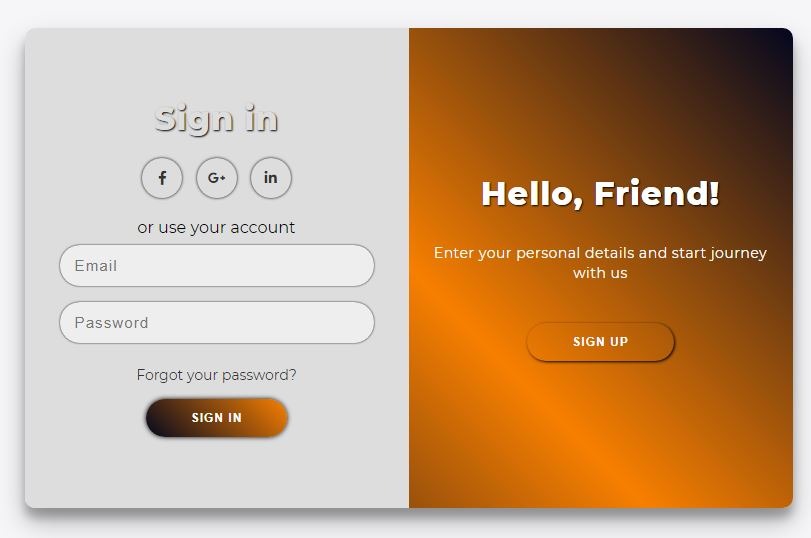 Sign in
f G+ in
or use your account
Email
Password
Forgot your password?
SIGN IN
Hello, Friend!
Enter your personal details and start journey
with us
SIGN UP